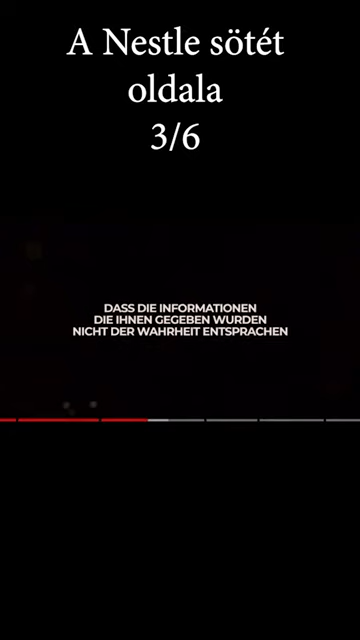 A Nestle sötét
oldala
3/6
DASS DIE INFORMATIONEN
DIE IHNEN GEGEBEN WURDEN
NICHT DER WAHRHEIT ENTSPRACHEN